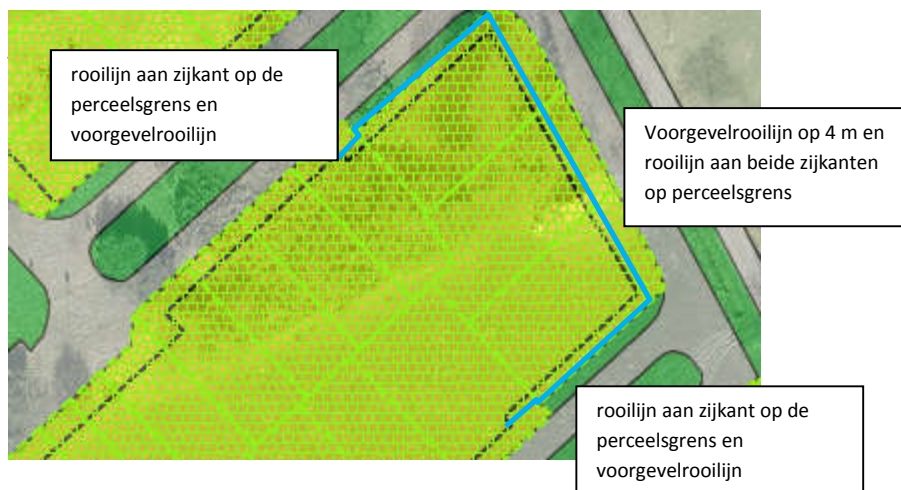 rooilijn aan zijkant op de
perceelsgrens en
voorgevelrooilijn
Voorgevelrooilijn op 4 m en
rooilijn aan beide zijkanten
op perceelsgrens
rooilijn aan zijkant op de
perceelsgrens en
voorgevelrooilijn